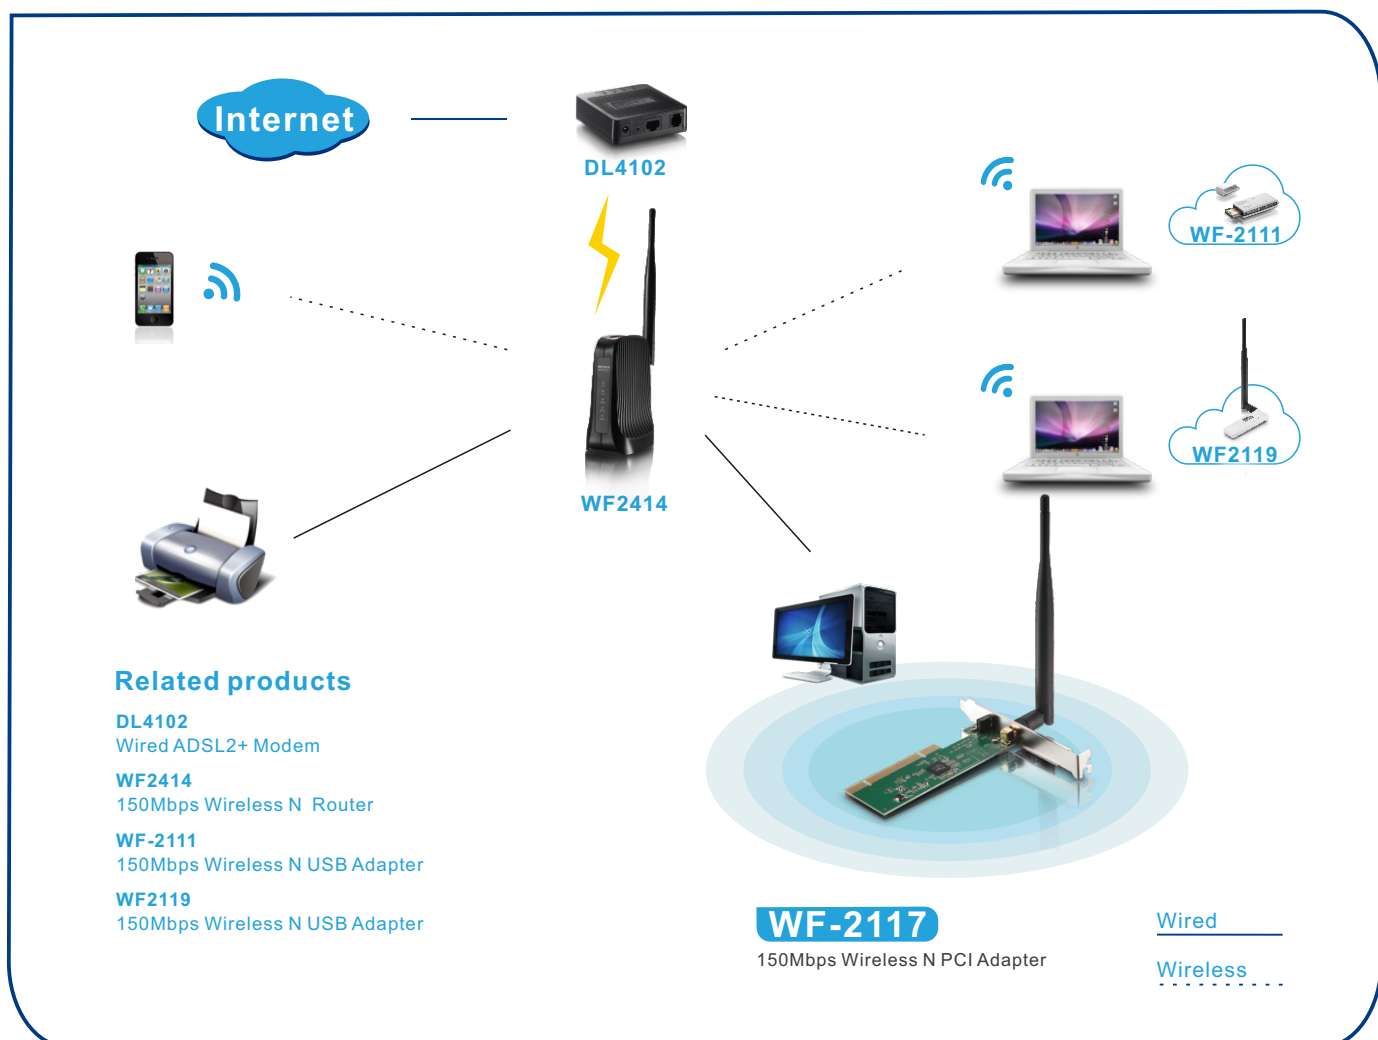 Internet
DL4102
WF-2111
WF2119
WF2414
Related products
DL4102
Wired ADSL2+ Modem
WF2414
150Mbps Wireless N Router
WF-2111
150Mbps Wireless N USB Adapter
WF2119
150Mbps Wireless N USB Adapter
WF-2117
150Mbps Wireless N PCI Adapter
Wired
Wireless